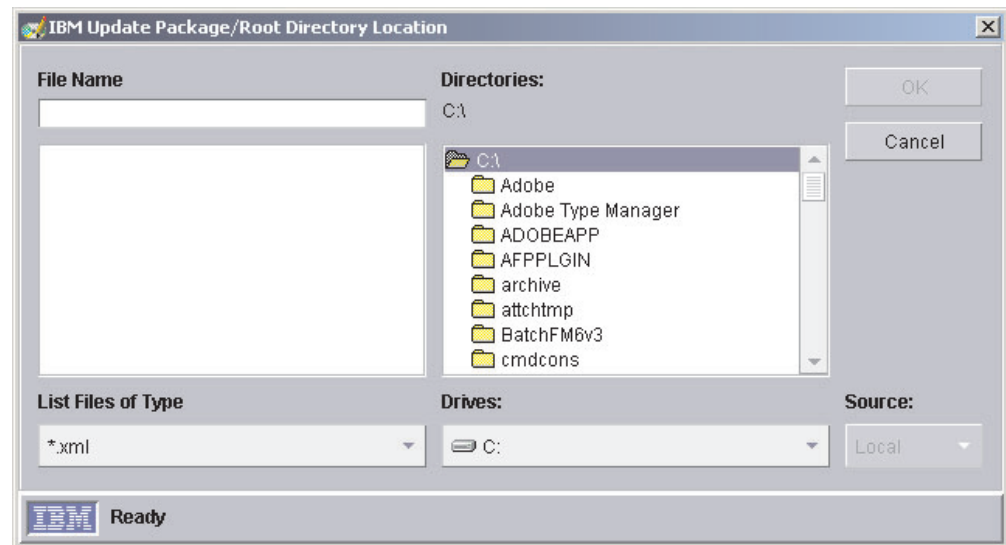 IBM Update Package/Root Directory Location
File Name
Directories:
C:\
OK
Cancel
C:\
Adobe
Adobe Type Manager
ADOBEAPP
AFPPLGIN
archive
attchtmp
BatchFM6v3
cmdcons
List Files of Type
Drives:
Source:
*.xml
C:
Local
IBM
Ready